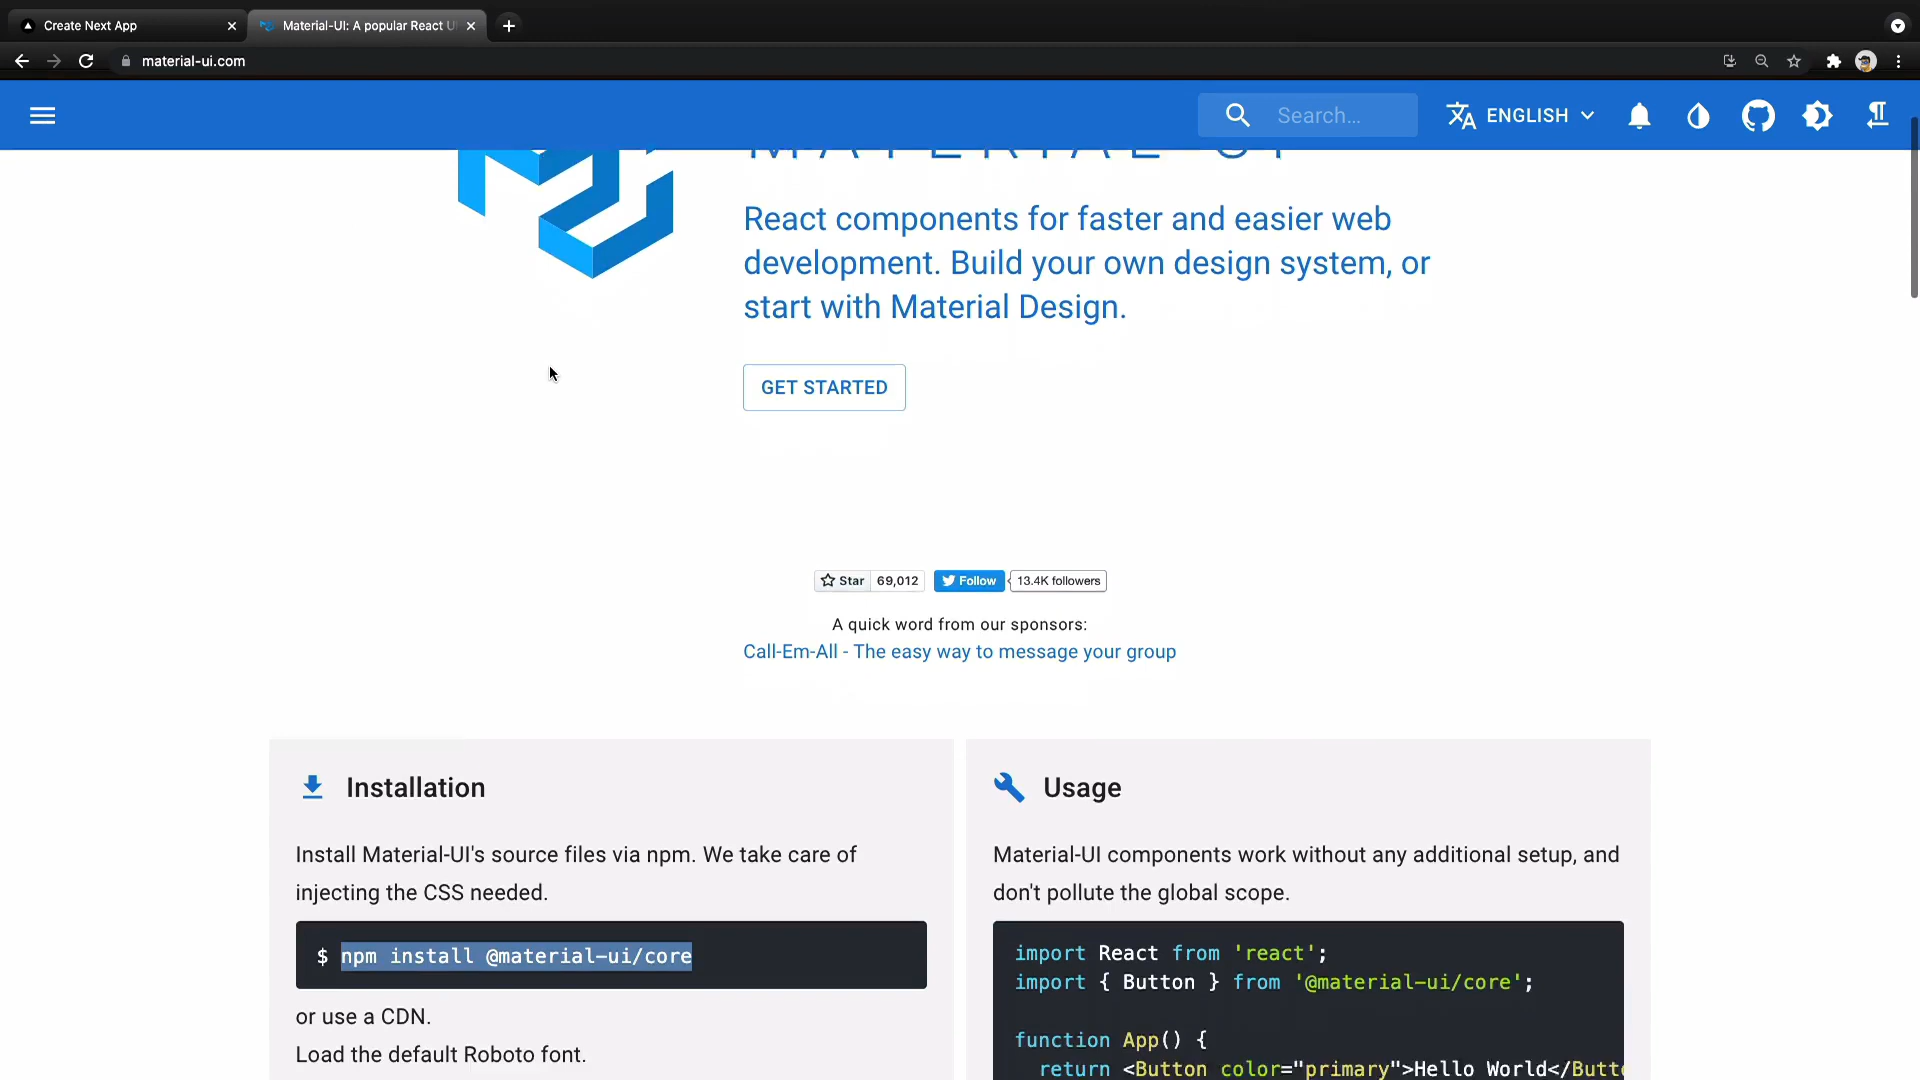 Create Next App
Material-UI: A popular React U
material-ui.com
Search…
ENGLISH
MATERIAL-UI
React components for faster and easier web
development. Build your own design system, or
start with Material Design.
GET STARTED
Star 69,012 Follow 13.4K followers
A quick word from our sponsors:
Call-Em-All - The easy way to message your group
Installation
Install Material-UI's source files via npm. We take care of
injecting the CSS needed.
$ npm install @material-ui/core
or use a CDN.
Load the default Roboto font.
Usage
Material-UI components work without any additional setup, and
don't pollute the global scope.
import React from 'react';
import { Button } from '@material-ui/core';
function App() {
return <Button color="primary">Hello World</Butto